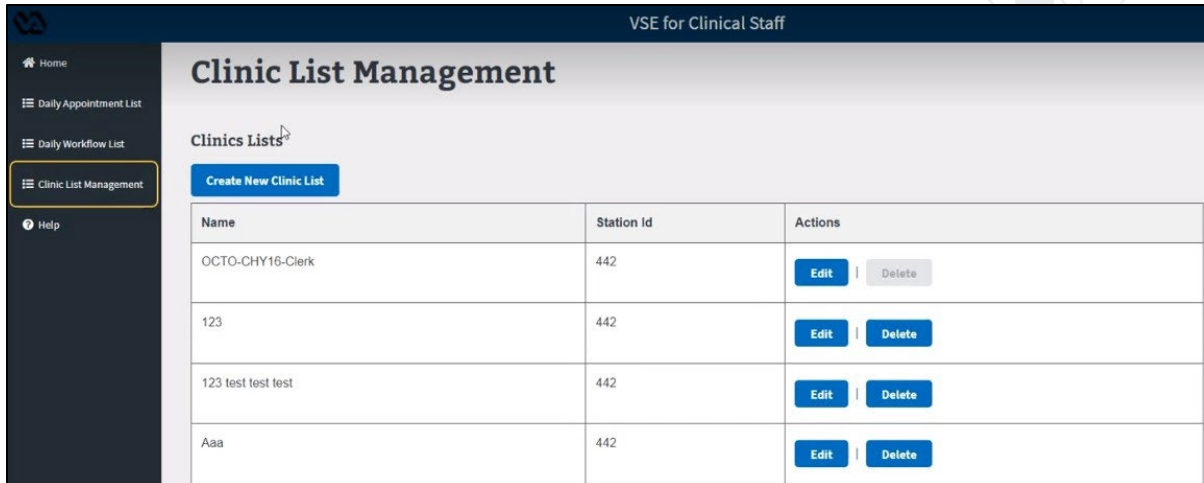 VSE for Clinical Staff
Home
Daily Appointment List
Daily Workflow List
Clinic List Management
Help
Clinic List Management
Clinics Lists
Create New Clinic List
Name Station Id Actions
OCTO-CHY16-Clerk 442 Edit | Delete
123 442 Edit | Delete
123 test test test 442 Edit | Delete
Aaa 442 Edit | Delete